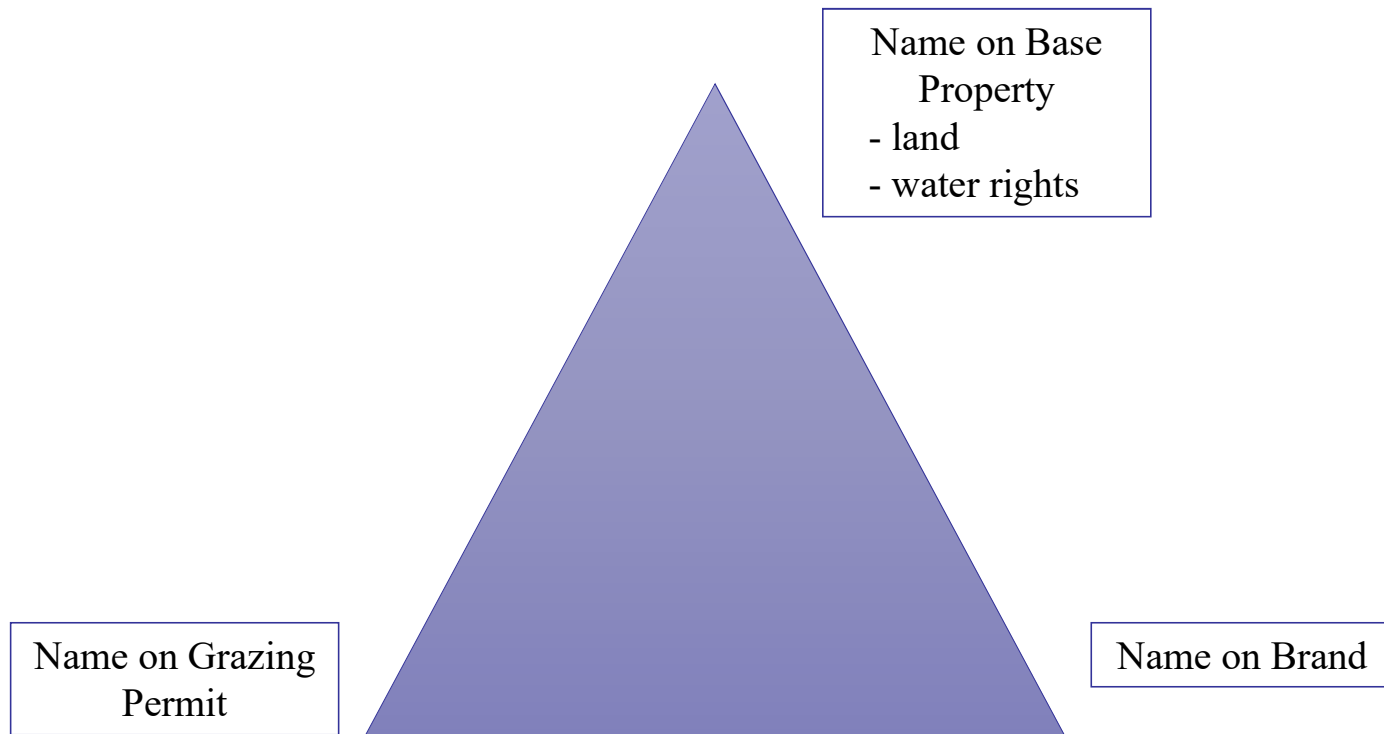 Name on Base
Property
- land
- water rights
Name on Grazing
Permit
Name on Brand